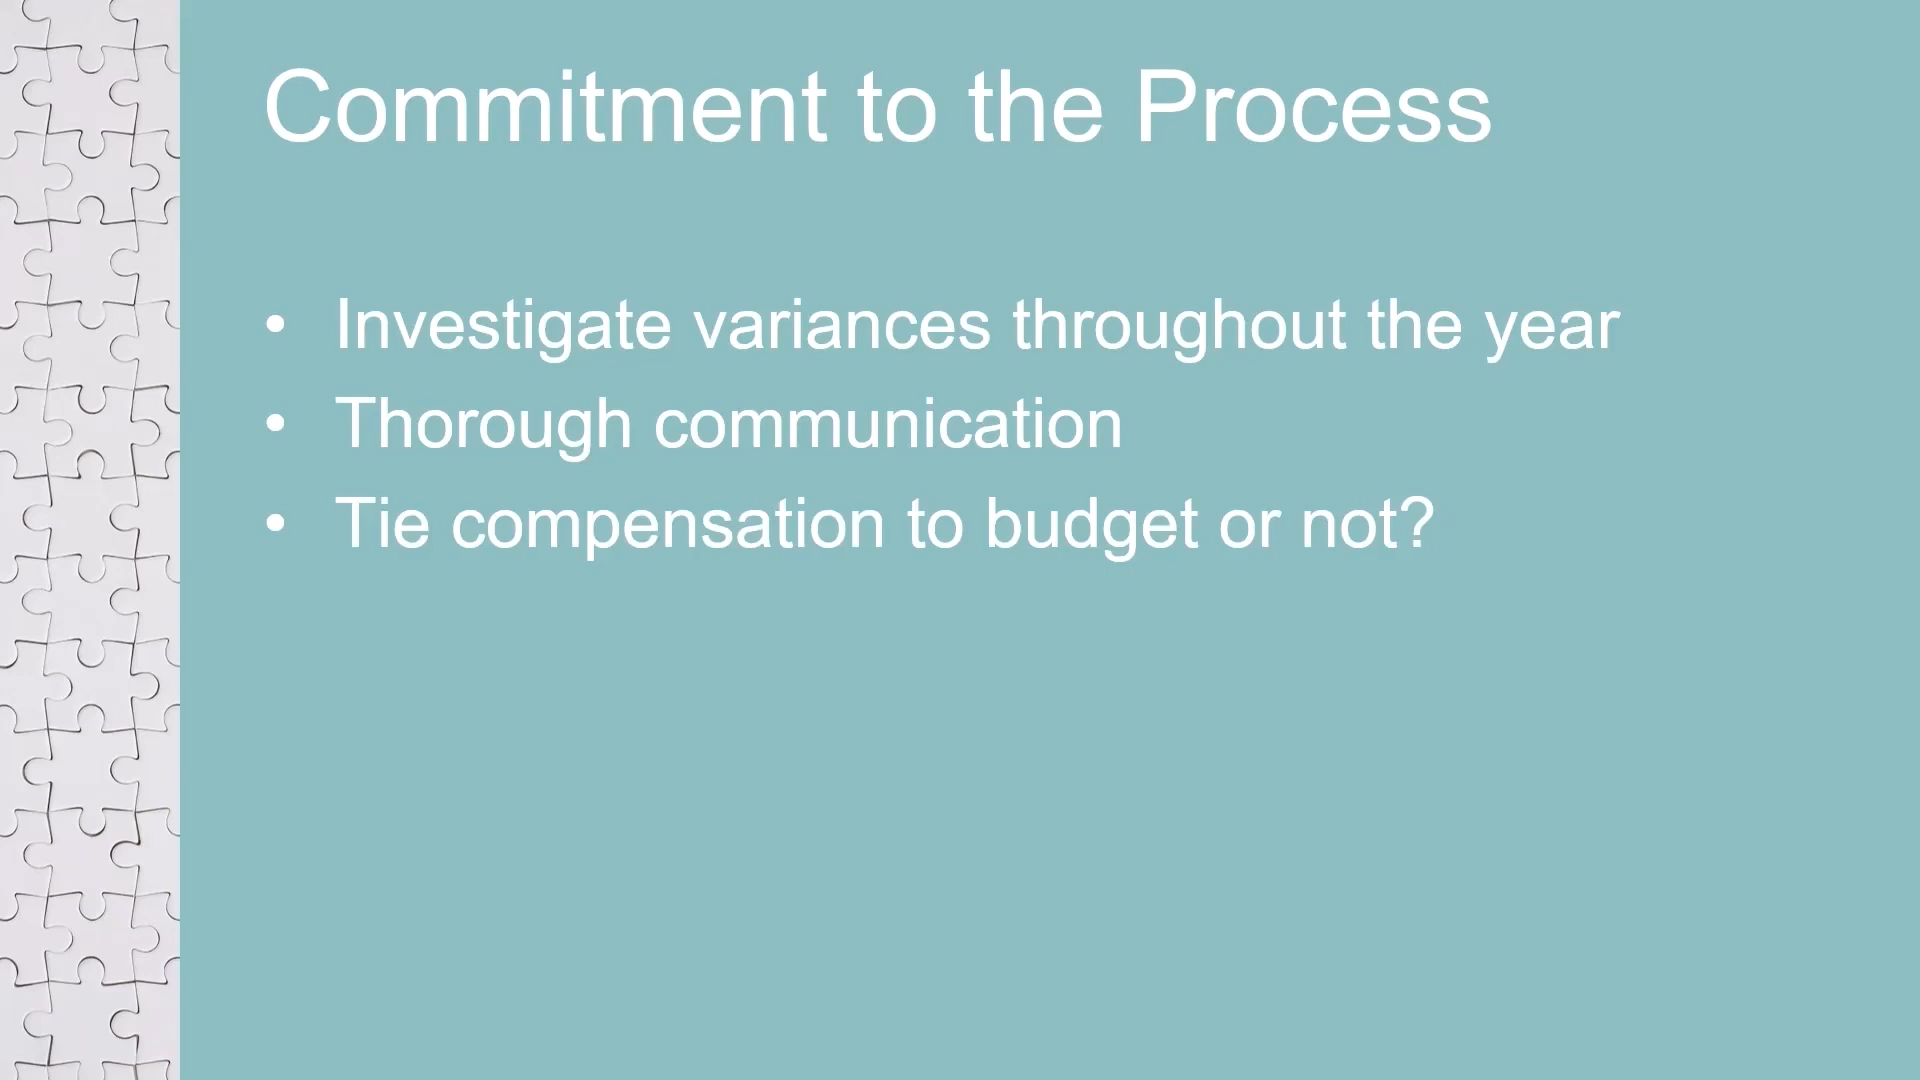 Commitment to the Process
• Investigate variances throughout the year
• Thorough communication
• Tie compensation to budget or not?